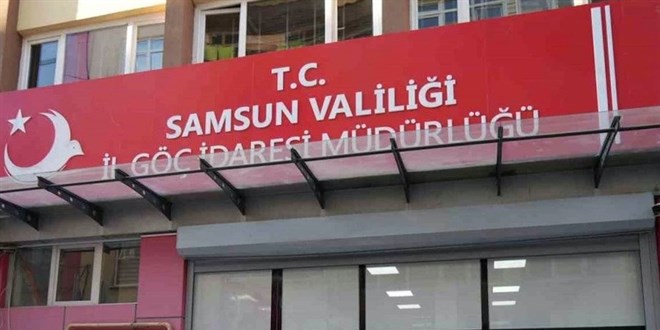 T.C.
SAMSUN VALİLİĞİ
İL GÖÇ İDARESİ MÜDÜRLÜĞÜ